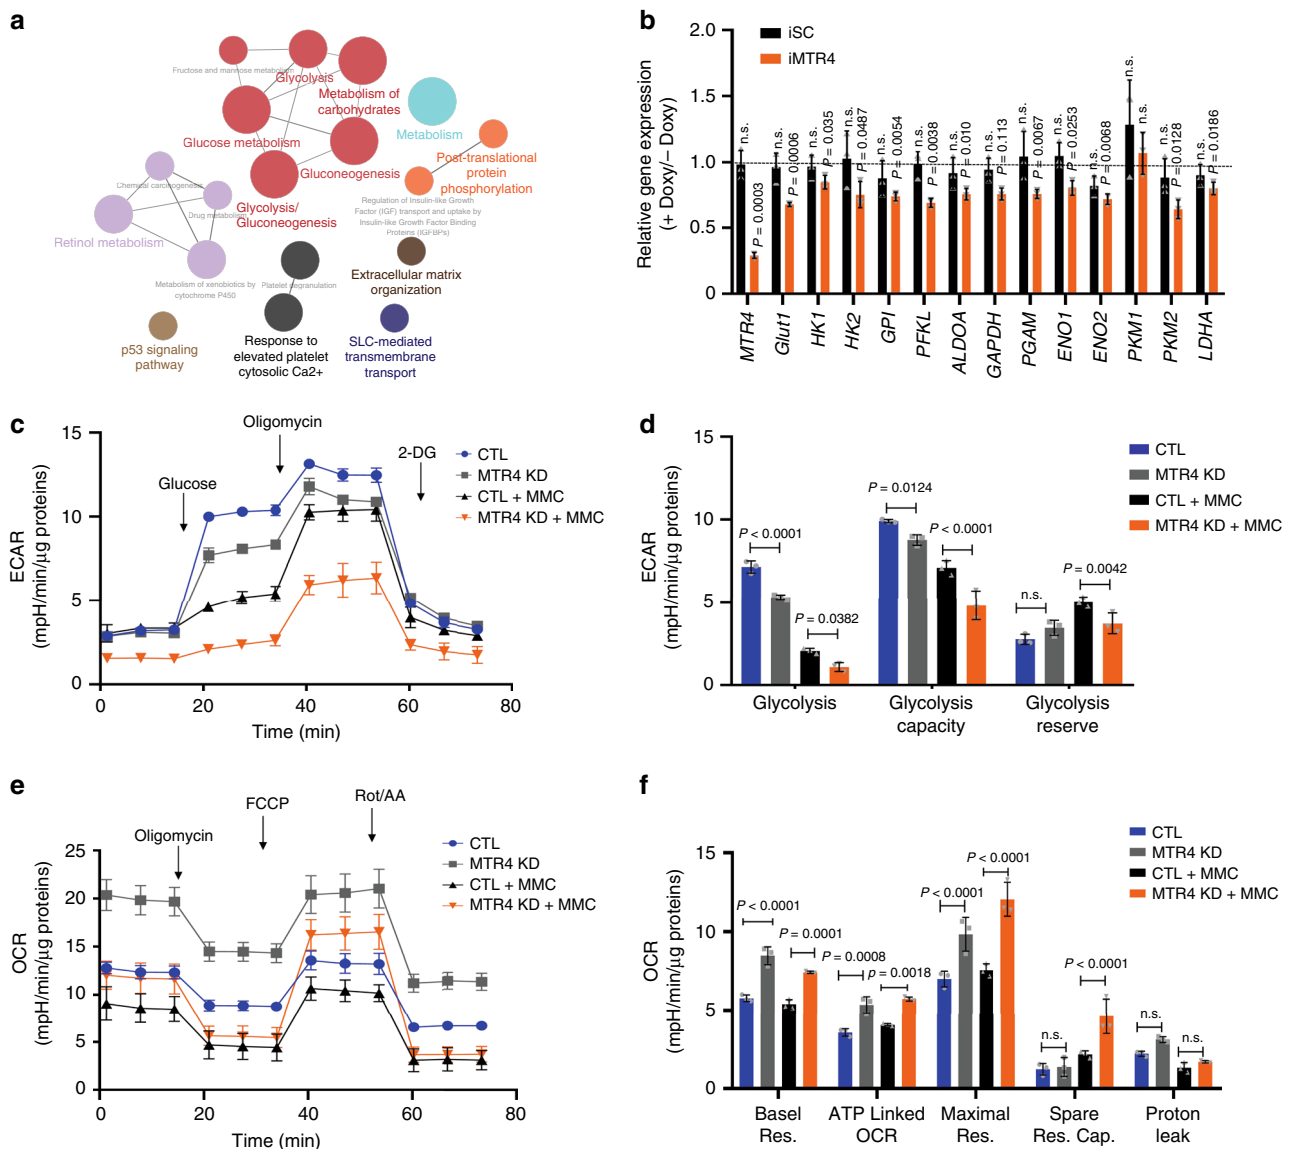 a
Fructose and mannose metabolism
Glycolysis
Metabolism of
carbohydrates
Glucose metabolism
Gluconeogenesis
Glycolysis/
Gluconeogenesis
Metabolism
Post-translational
protein
phosphorylation
Regulation of Insulin-like Growth
Factor (IGF) transport and uptake by
Insulin-like Growth Factor Binding
Proteins (IGFBPs)
Chemical carcinogenesis
Drug metabolism
Retinol metabolism
Metabolism of xenobiotics by
cytochrome P450
Platelet degranulation
Extracellular matrix
organization
p53 signaling
pathway
Response to
elevated platelet
cytosolic Ca2+
SLC-mediated
transmembrane
transport
b
Relative gene expression
(+ Doxy/− Doxy)
2.0
1.5
1.0
0.5
0
iSC
iMTR4
n.s.
P = 0.0003
n.s.
P = 0.0006
n.s.
P = 0.035
n.s.
P = 0.0487
n.s.
P = 0.0054
n.s.
P = 0.0038
n.s.
P = 0.010
n.s.
P = 0.113
n.s.
P = 0.0067
n.s.
P = 0.0253
n.s.
P = 0.0068
n.s.
n.s.
n.s.
P = 0.0128
n.s.
P = 0.0186
MTR4
Glut1
HK1
HK2
GPI
PFKL
ALDOA
GAPDH
PGAM
ENO1
ENO2
PKM1
PKM2
LDHA
c
ECAR
(mpH/min/µg proteins)
15
10
5
0
Glucose
Oligomycin
2-DG
CTL
MTR4 KD
CTL + MMC
MTR4 KD + MMC
0
20
40
60
80
Time (min)
d
ECAR
(mpH/min/µg proteins)
15
10
5
0
P < 0.0001
P = 0.0382
P = 0.0124
P < 0.0001
n.s.
P = 0.0042
CTL
MTR4 KD
CTL + MMC
MTR4 KD + MMC
Glycolysis
Glycolysis
capacity
Glycolysis
reserve
e
OCR
(mpH/min/µg proteins)
25
20
15
10
5
0
Oligomycin
FCCP
Rot/AA
CTL
MTR4 KD
CTL + MMC
MTR4 KD + MMC
0
20
40
60
80
Time (min)
f
OCR
(mpH/min/µg proteins)
15
10
5
0
P < 0.0001
P = 0.0001
P = 0.0008
p = 0.0018
P < 0.0001
P < 0.0001
n.s.
P < 0.0001
n.s.
n.s.
CTL
MTR4 KD
CTL + MMC
MTR4 KD + MMC
Basel
Res.
ATP Linked
OCR
Maximal
Res.
Spare
Res. Cap.
Proton
leak